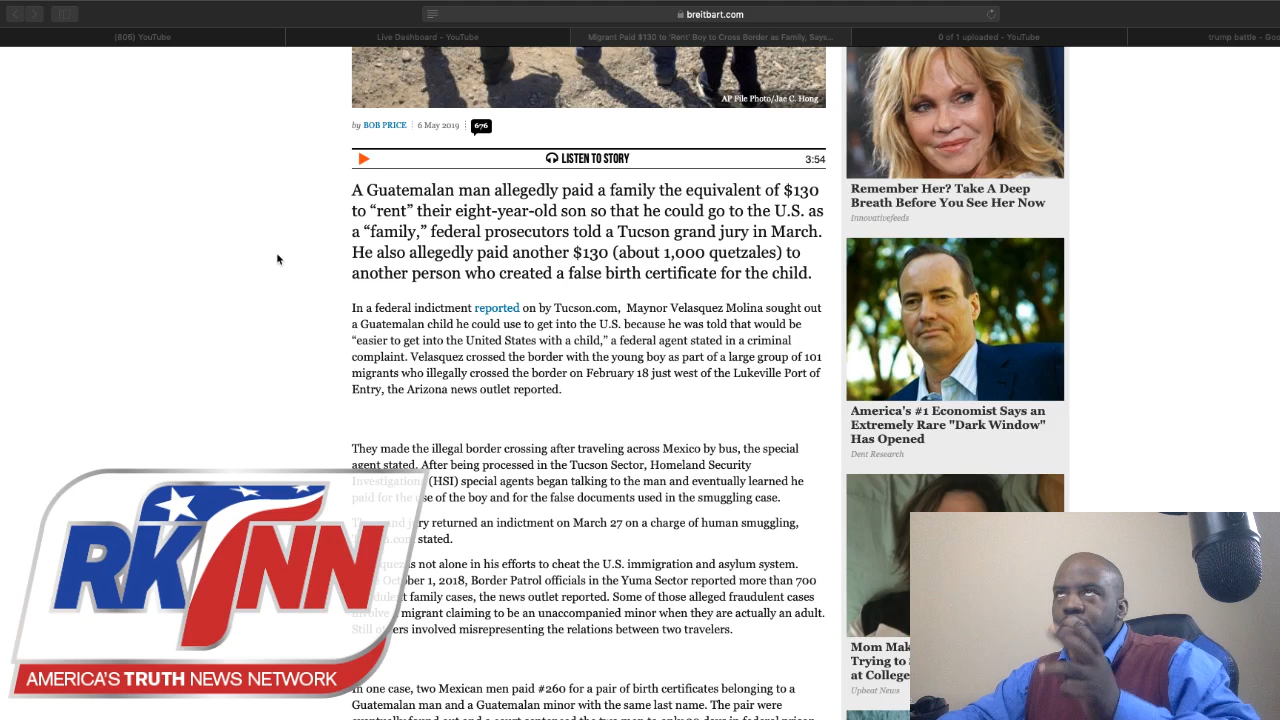 breitbart.com
(805) YouTube
Live Dashboard - YouTube
Migrant Paid $130 to 'Rent' Boy to Cross Border as Family, Says...
0 of 1 uploaded - YouTube
trump battle - Goo
AP File Photo/Jae C. Hong
by BOB PRICE 6 May 2019 676
LISTEN TO STORY 3:54
A Guatemalan man allegedly paid a family the equivalent of $130
to “rent” their eight-year-old son so that he could go to the U.S. as
a “family,” federal prosecutors told a Tucson grand jury in March.
He also allegedly paid another $130 (about 1,000 quetzales) to
another person who created a false birth certificate for the child.
In a federal indictment reported on by Tucson.com, Maynor Velasquez Molina sought out
a Guatemalan child he could use to get into the U.S. because he was told that would be
“easier to get into the United States with a child,” a federal agent stated in a criminal
complaint. Velasquez crossed the border with the young boy as part of a large group of 101
migrants who illegally crossed the border on February 18 just west of the Lukeville Port of
Entry, the Arizona news outlet reported.
They made the illegal border crossing after traveling across Mexico by bus, the special
agent stated. After being processed in the Tucson Sector, Homeland Security
Investigations (HSI) special agents began talking to the man and eventually learned he
paid for the use of the boy and for the false documents used in the smuggling case.
jury returned an indictment on March 27 on a charge of human smuggling,
stated.
is not alone in his efforts to cheat the U.S. immigration and asylum system.
October 1, 2018, Border Patrol officials in the Yuma Sector reported more than 700
family cases, the news outlet reported. Some of those alleged fraudulent cases
migrant claiming to be an unaccompanied minor when they are actually an adult.
Still others involved misrepresenting the relations between two travelers.
In one case, two Mexican men paid #260 for a pair of birth certificates belonging to a
Guatemalan man and a Guatemalan minor with the same last name. The pair were
Remember Her? Take A Deep
Breath Before You See Her Now
Innovativefeeds
America's #1 Economist Says an
Extremely Rare "Dark Window"
Has Opened
Dent Research
Mom
Trying to
at College
Upbeat News
RKTNN
AMERICA'S TRUTH NEWS NETWORK